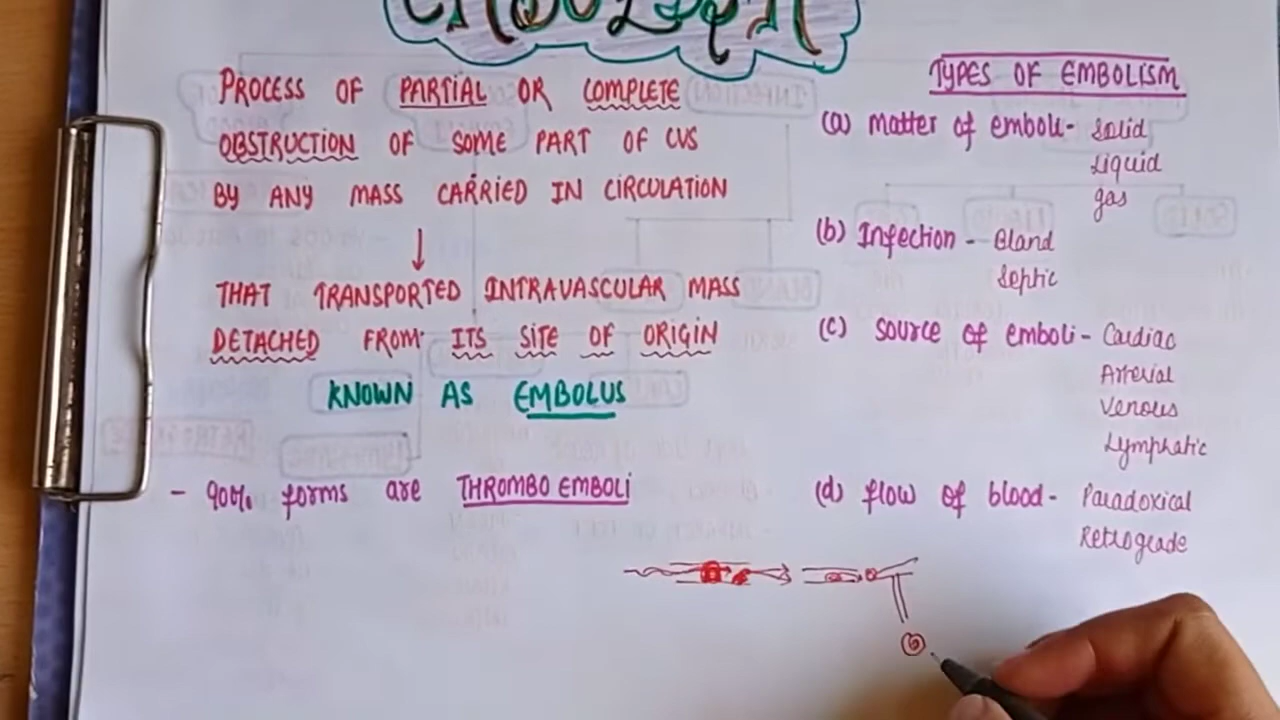 PROCESS OF PARTIAL OR COMPLETE
OBSTRUCTION OF SOME PART OF CVS
BY ANY MASS CARRIED IN CIRCULATION
↓
THAT TRANSPORTED INTRAVASCULAR MASS
DETACHED FROM ITS SITE OF ORIGIN
KNOWN AS EMBOLUS
- 90% forms are THROMBOEMBOLI
TYPES OF EMBOLISM
(a) matter of emboli- Solid
Liquid
gas
(b) Infection - Bland
Septic
(c) source of emboli- Cardiac
Arterial
Venous
Lymphatic
(d) flow of blood- Paradoxical
Retrograde